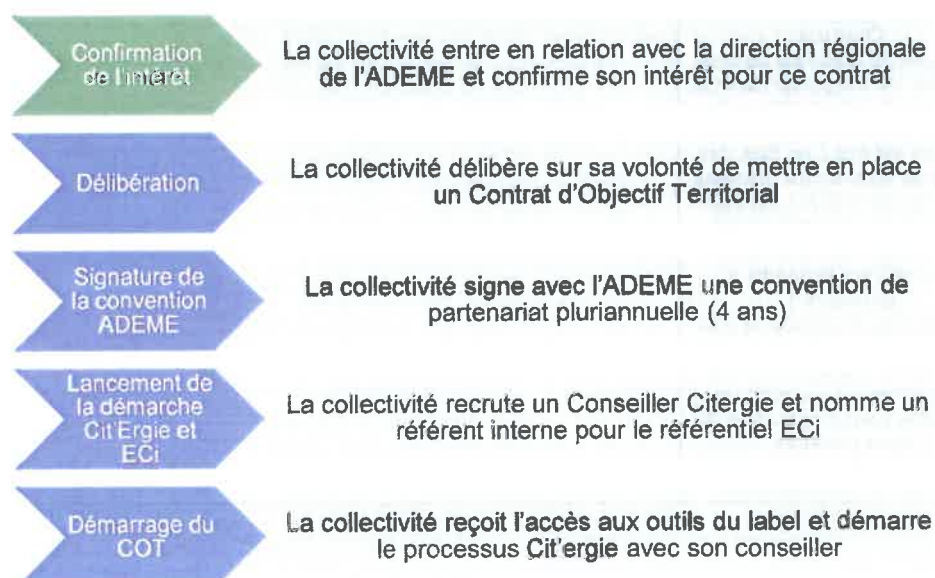 Confirmation
de l'intérêt
La collectivité entre en relation avec la direction régionale
de l'ADEME et confirme son intérêt pour ce contrat
Délibération
La collectivité délibère sur sa volonté de mettre en place
un Contrat d'Objectif Territorial
Signature de
la convention
ADEME
La collectivité signe avec l'ADEME une convention de
partenariat pluriannuelle (4 ans)
Lancement de
la démarche
Cit'Ergie et
ECi
La collectivité recrute un Conseiller Citergie et nomme un
référent interne pour le référentiel ECi
Démarrage du
COT
La collectivité reçoit l'accès aux outils du label et démarre
le processus Cit'ergie avec son conseiller